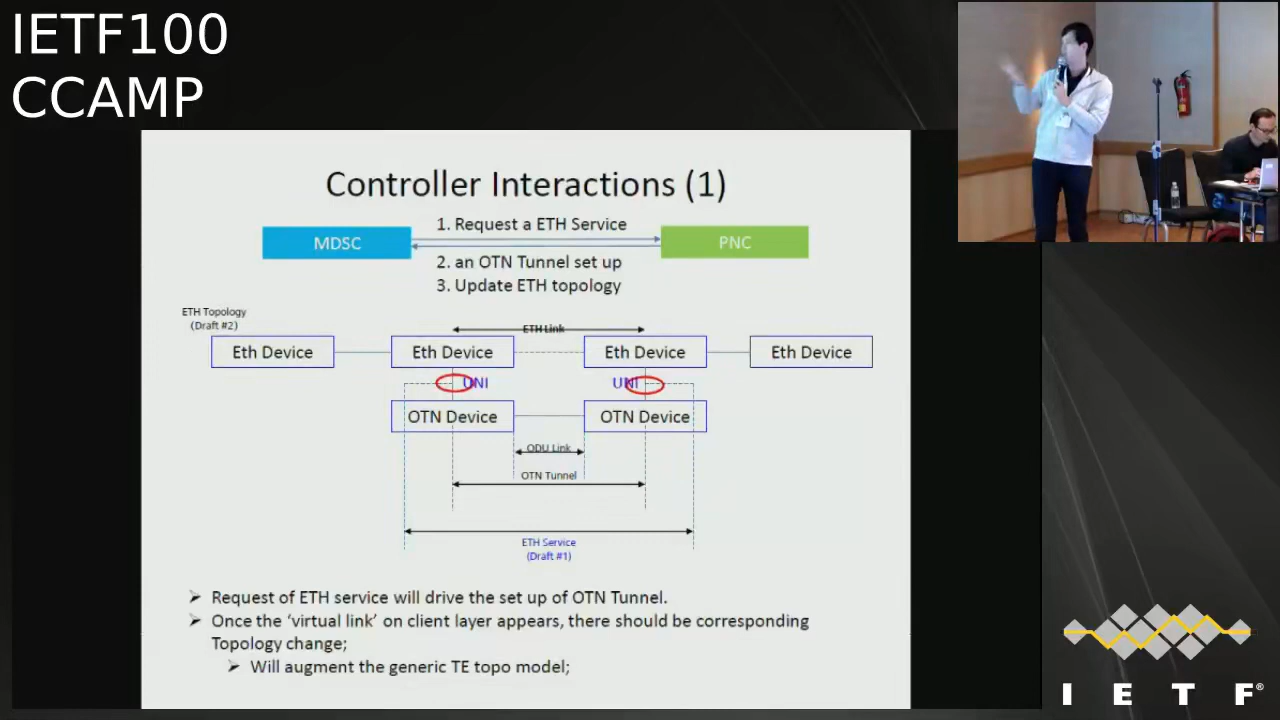 IETF100
CCAMP
Controller Interactions (1)
1. Request a ETH Service
MDSC
PNC
2. an OTN Tunnel set up
3. Update ETH topology
ETH Topology
(Draft #2)
ETH Link
Eth Device
Eth Device
Eth Device
Eth Device
UNI
UNI
OTN Device
OTN Device
ODU Link
OTN Tunnel
ETH Service
(Draft #1)
➢ Request of ETH service will drive the set up of OTN Tunnel.
➢ Once the ‘virtual link’ on client layer appears, there should be corresponding
Topology change;
➢ Will augment the generic TE topo model;
I E T F®